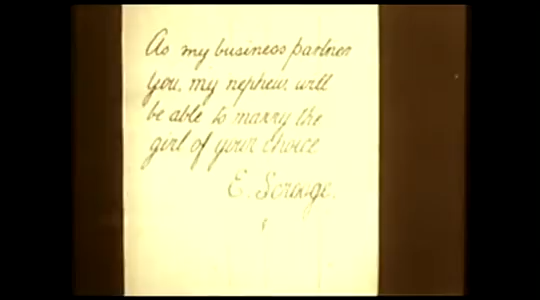 As my business partner
you, my nephew will
be able to marry the
girl of your choice
E. Scrooge.